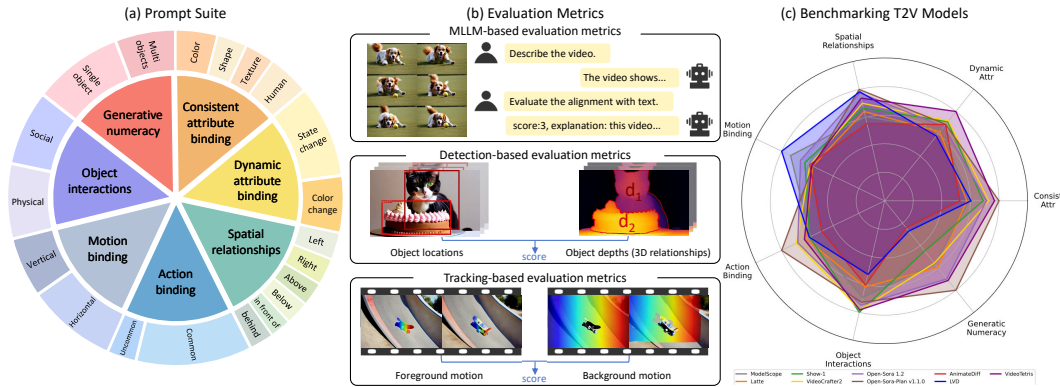 (a) Prompt Suite
Multi
objects
Color
Shape
Texture
Human
State
change
Color
change
Left
Right
Above
Below
in front of
behind
Common
Uncommon
Horizontal
Vertical
Physical
Social
Single
object
Generative
numeracy
Consistent
attribute
binding
Dynamic
attribute
binding
Spatial
relationships
Action
binding
Motion
binding
Object
interactions
(b) Evaluation Metrics
MLLM-based evaluation metrics
Describe the video.
The video shows...
Evaluate the alignment with text.
score:3, explanation: this video...
Detection-based evaluation metrics
d1
d2
Object locations
score
Object depths (3D relationships)
Tracking-based evaluation metrics
Foreground motion
score
Background motion
(c) Benchmarking T2V Models
Spatial
Relationships
Dynamic
Attr
Motion
Binding
Consist
Attr
Action
Binding
Generatic
Numeracy
Object
Interactions
ModelScope
Show-1
Open-Sora 1.2
AnimateDiff
VideoTetris
Latte
VideoCrafter2
Open-Sora-Plan v1.1.0
LVD